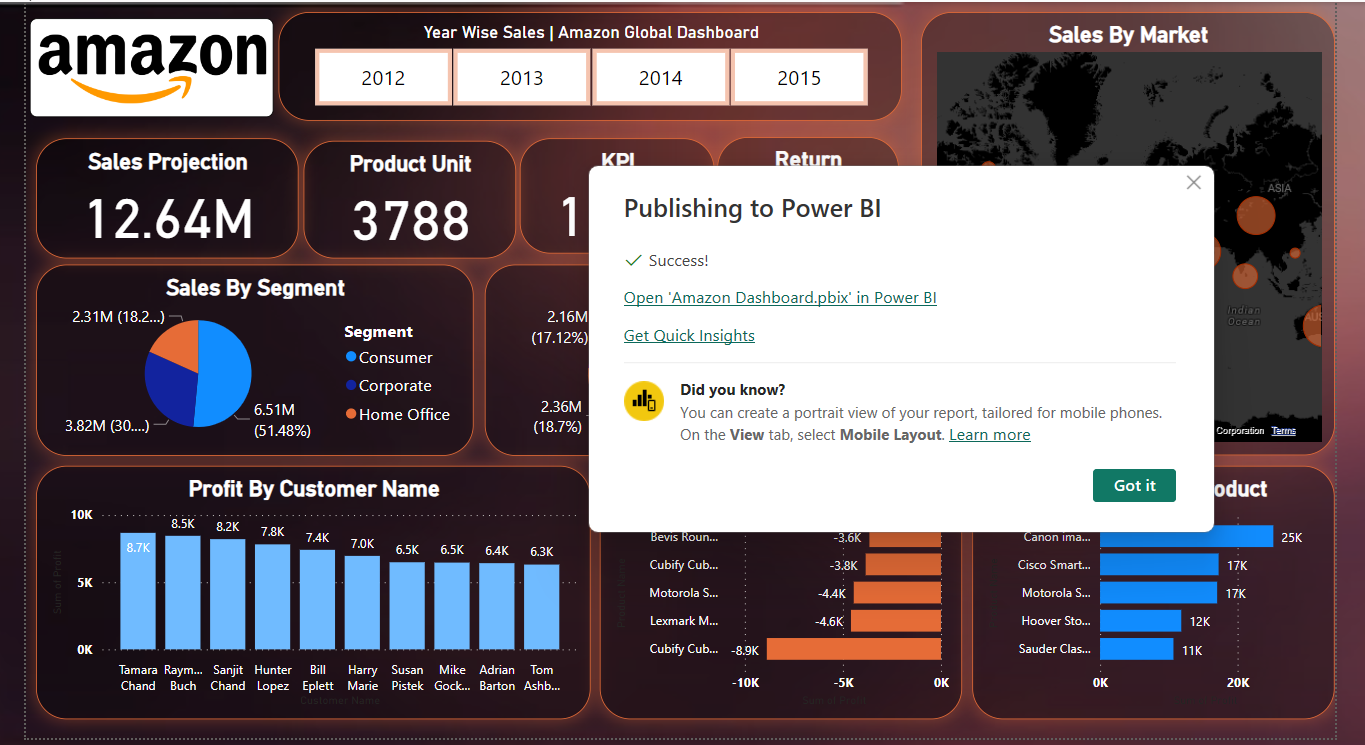 amazon
Year Wise Sales | Amazon Global Dashboard
2012 2013 2014 2015
Sales By Market
ASIA
Indian
Ocean
AUS
Corporation Terms
Sales Projection
12.64M
Product Unit
3788
KPI
1
Return
Publishing to Power BI
Success!
Open 'Amazon Dashboard.pbix' in Power BI
Get Quick Insights
Did you know?
You can create a portrait view of your report, tailored for mobile phones.
On the View tab, select Mobile Layout. Learn more
Got it
Sales By Segment
2.31M (18.2...)
3.82M (30....)
6.51M
(51.48%)
Segment
Consumer
Corporate
Home Office
2.16M
(17.12%)
2.36M
(18.7%)
Profit By Customer Name
Sum of Profit
10K
5K
0K
8.7K 8.5K 8.2K 7.8K 7.4K 7.0K 6.5K 6.5K 6.4K 6.3K
Tamara Raym... Sanjit Hunter Bill Harry Susan Mike Adrian Tom
Chand Buch Chand Lopez Eplett Marie Pistek Gock... Barton Ashb...
Customer Name
Bevis Roun... -3.6K
Cubify Cub... -3.8K
Motorola S... -4.4K
Lexmark M... -4.6K
Cubify Cub... -8.9K
-10K -5K 0K
Sum of Profit
oduct
Canon ima... 25K
Cisco Smart... 17K
Motorola S... 17K
Hoover Sto... 12K
Sauder Clas... 11K
0K 20K